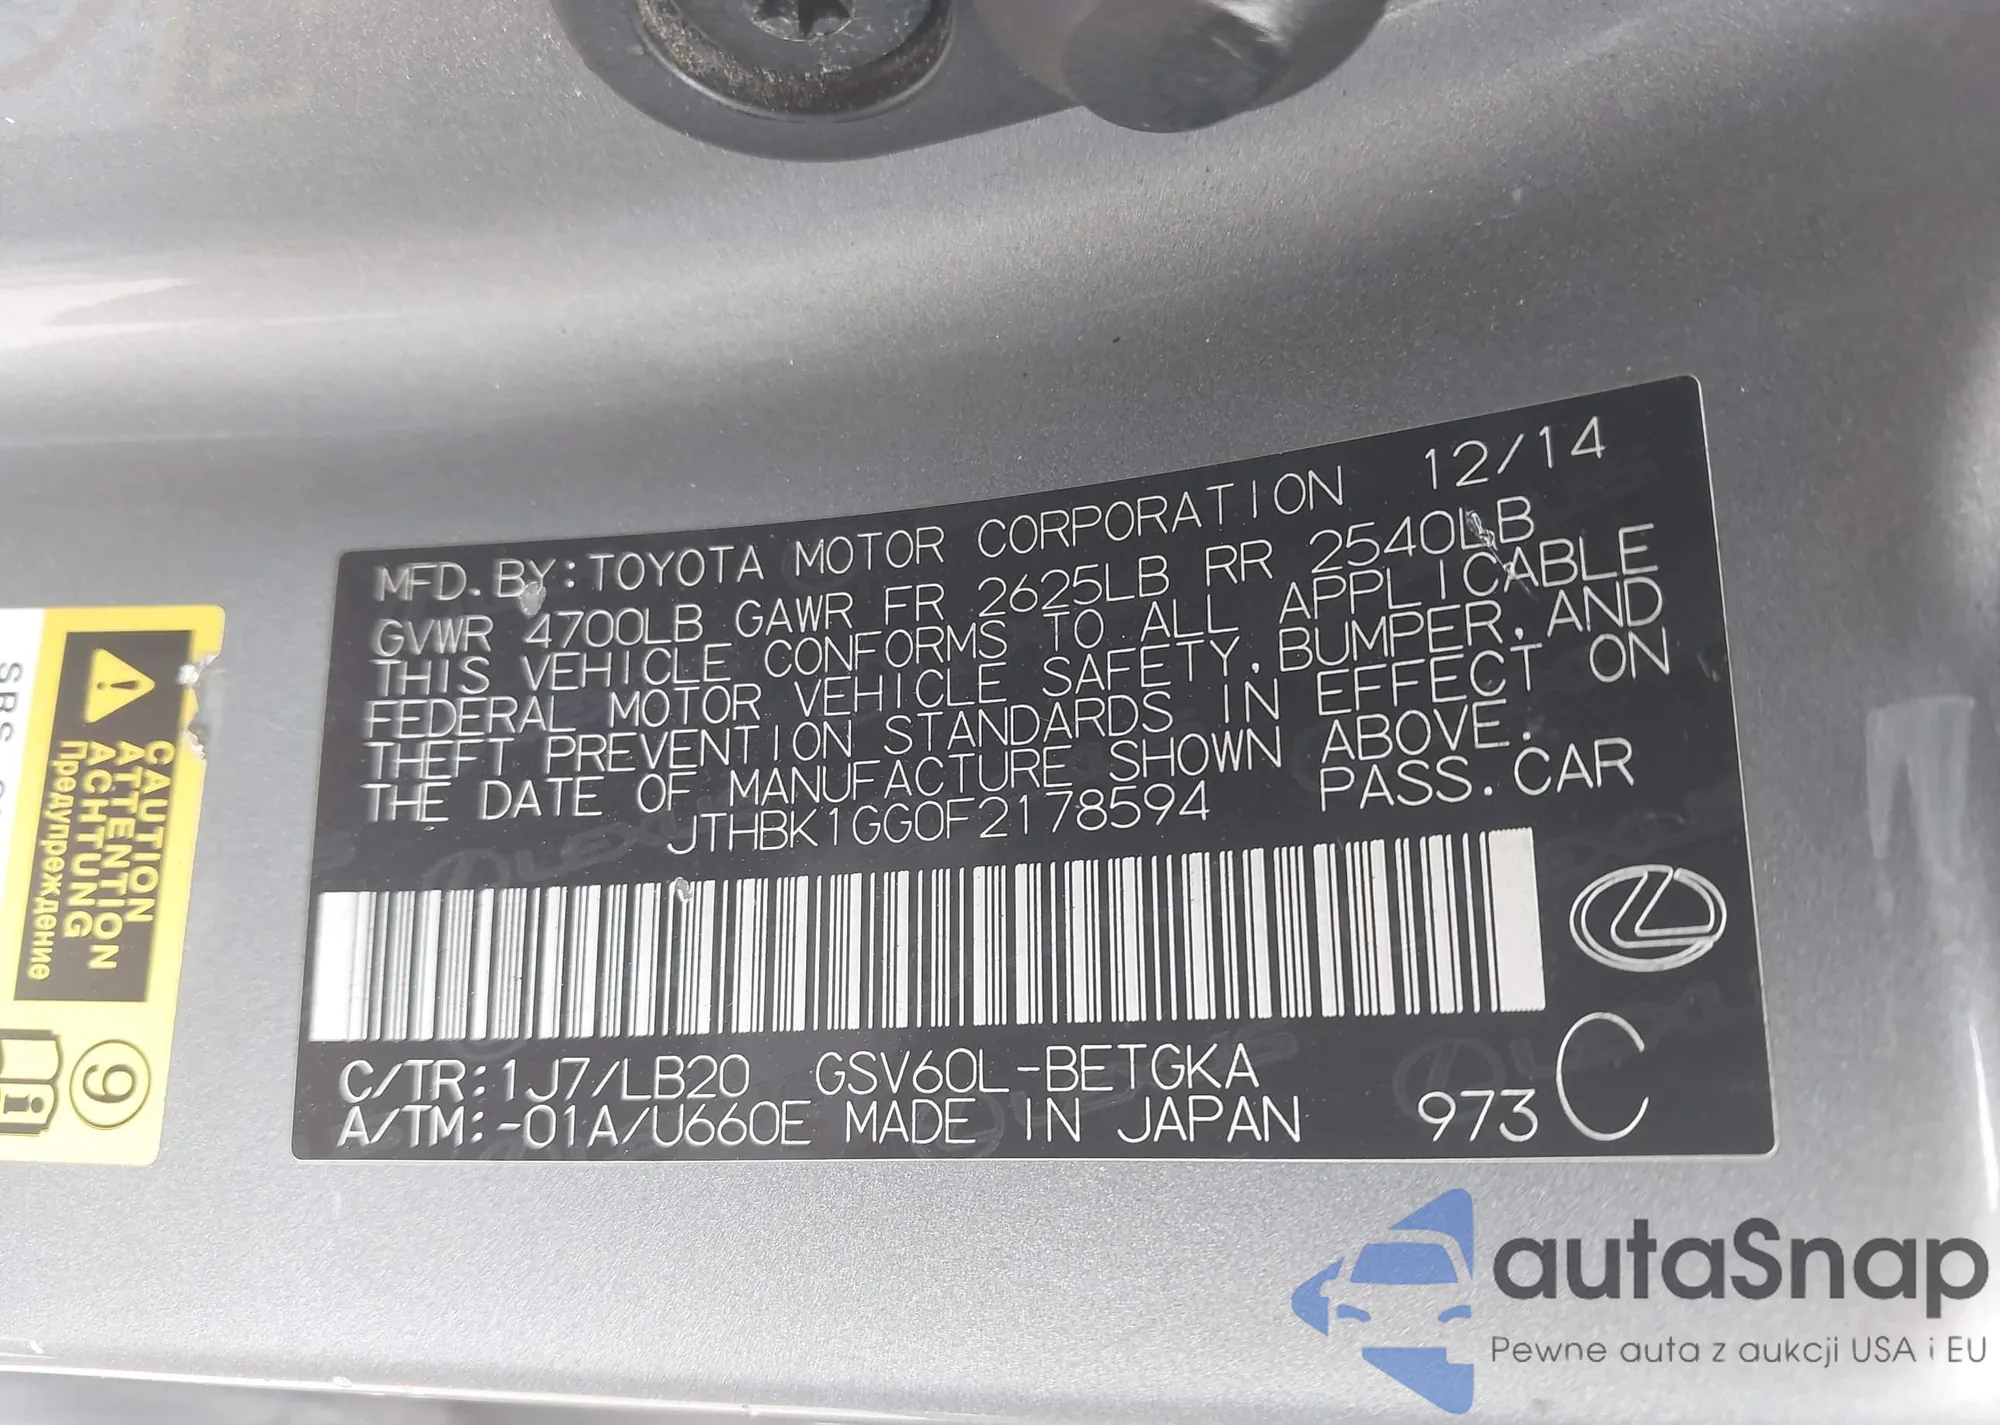 MFD. BY: TOYOTA MOTOR CORPORATION 12/14
GVWR 4700LB GAWR FR 2625LB RR 2540LB
THIS VEHICLE CONFORMS TO ALL APPLICABLE
FEDERAL MOTOR VEHICLE SAFETY, BUMPER, AND
THEFT PREVENTION STANDARDS IN EFFECT ON
THE DATE OF MANUFACTURE SHOWN ABOVE.
JTHBK1GG0F2178594 PASS. CAR
C/TR: 1J7/LB20 GSV60L-BETGKA
A/TM: -01A/U660E MADE IN JAPAN 973 C
CAUTION
ATTENTION
ACHTUNG
Предупреждение
SRS
9
autaSnap
Pewne auta z aukcji USA i EU